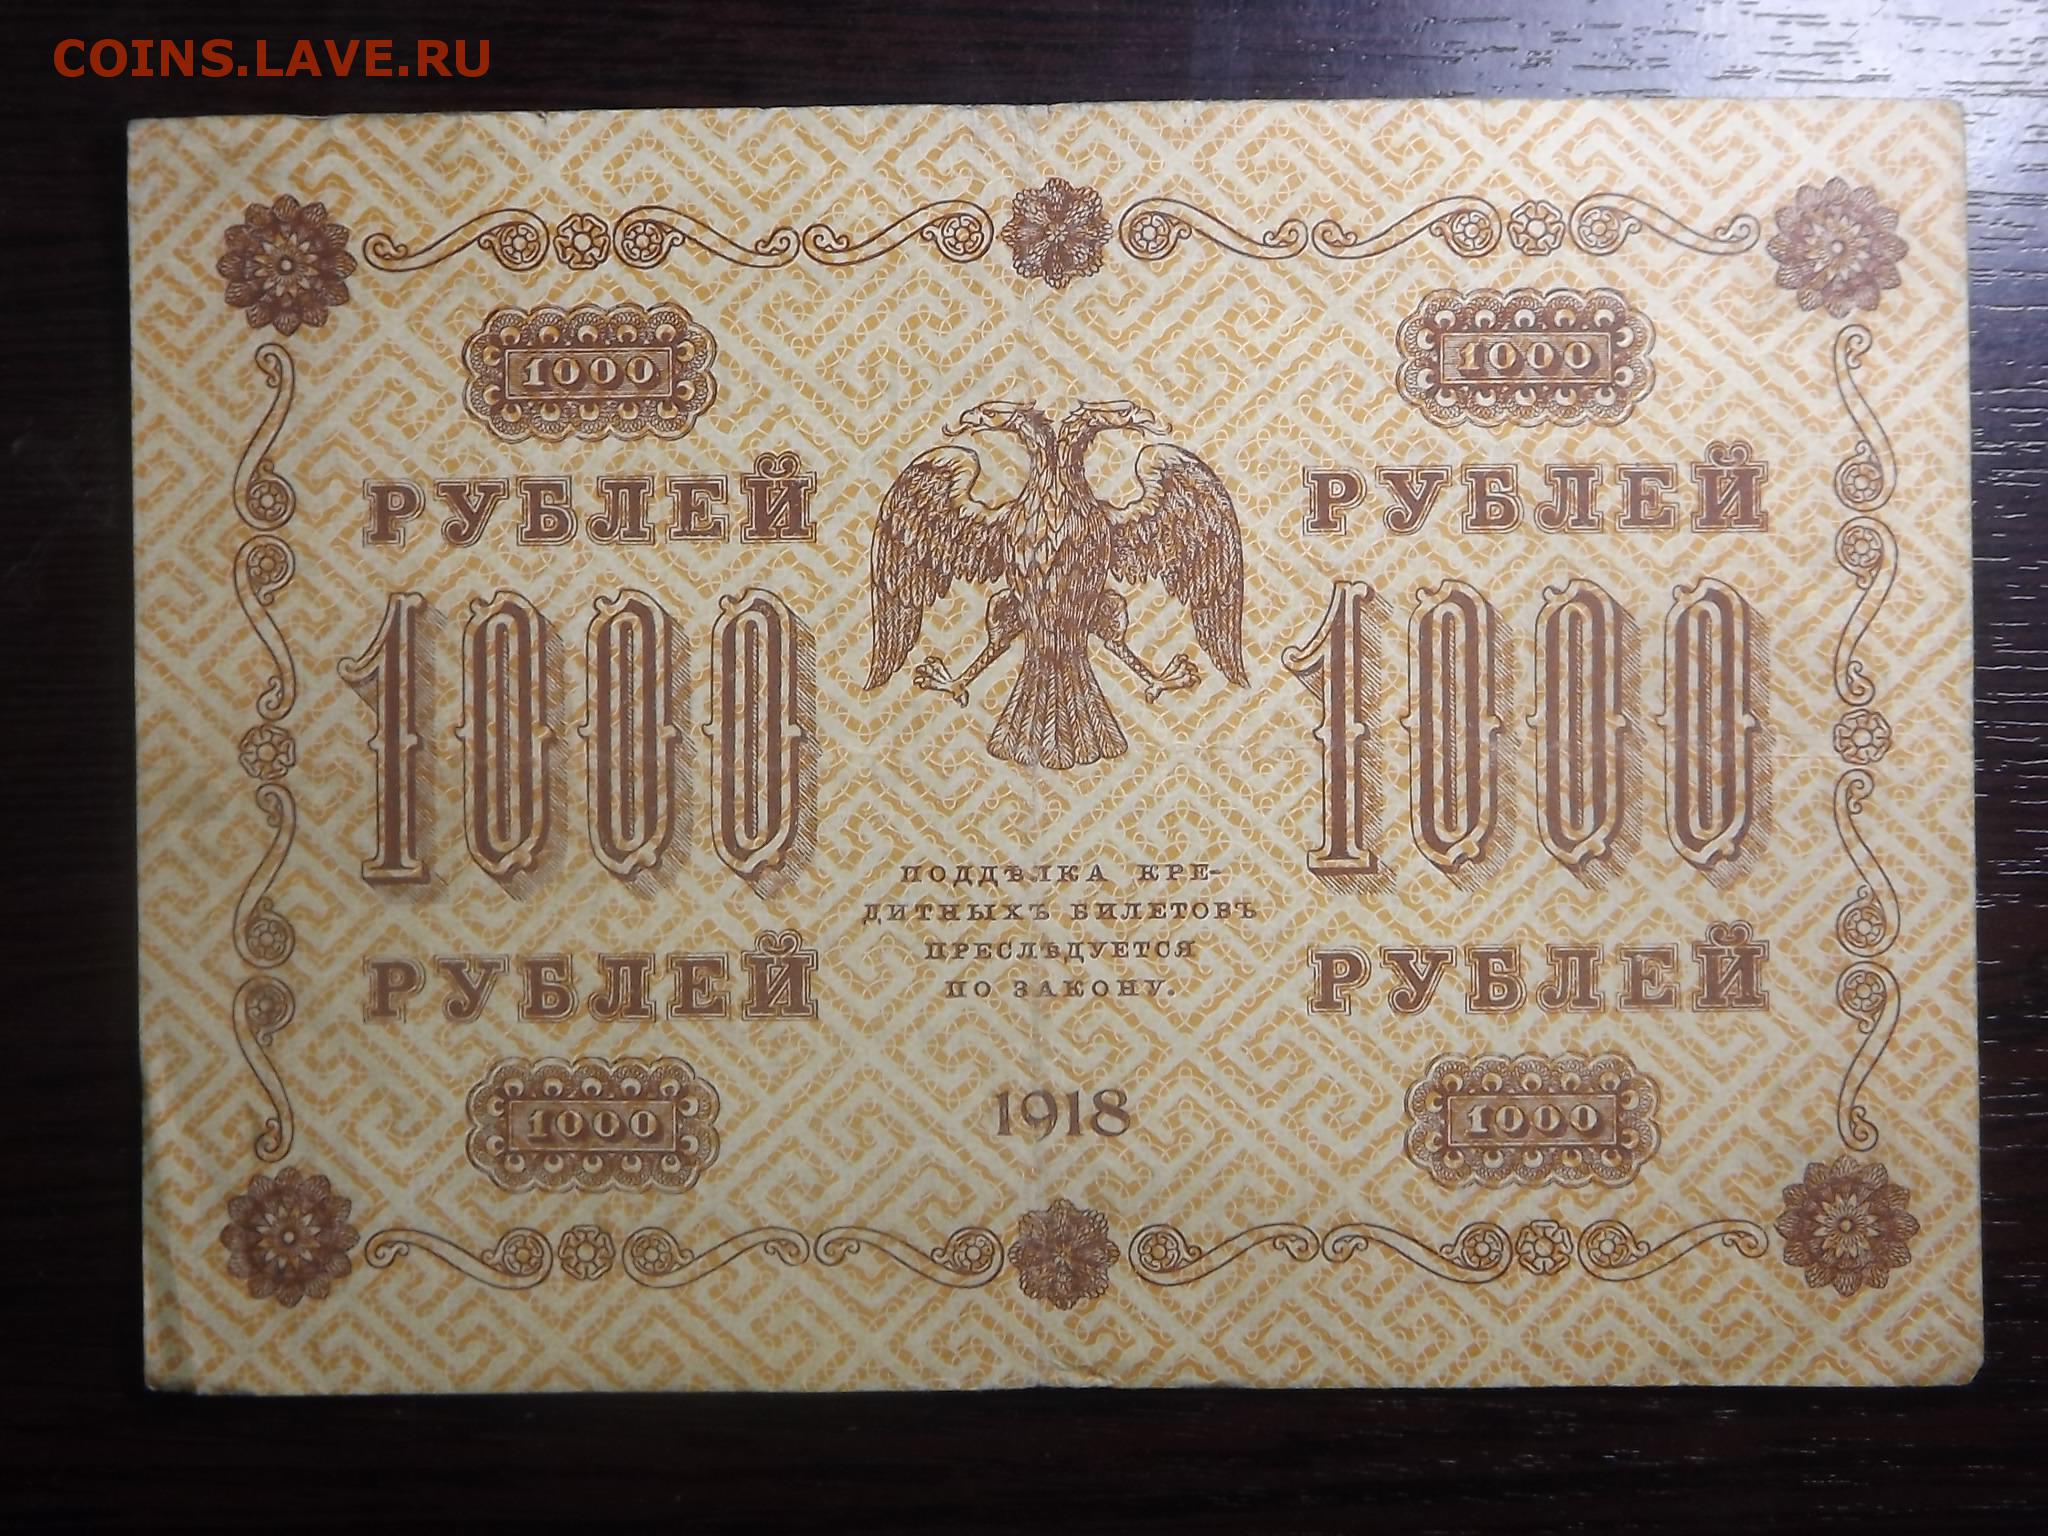 COINS.LAVE.RU
1000 1000
РУБЛЕЙ РУБЛЕЙ
1000 1000
ПОДДѢЛКА КРЕ-
ДИТНЫХЪ БИЛЕТОВЪ
ПРЕСЛѢДУЕТСЯ
ПО ЗАКОНУ.
РУБЛЕЙ РУБЛЕЙ
1918
1000 1000